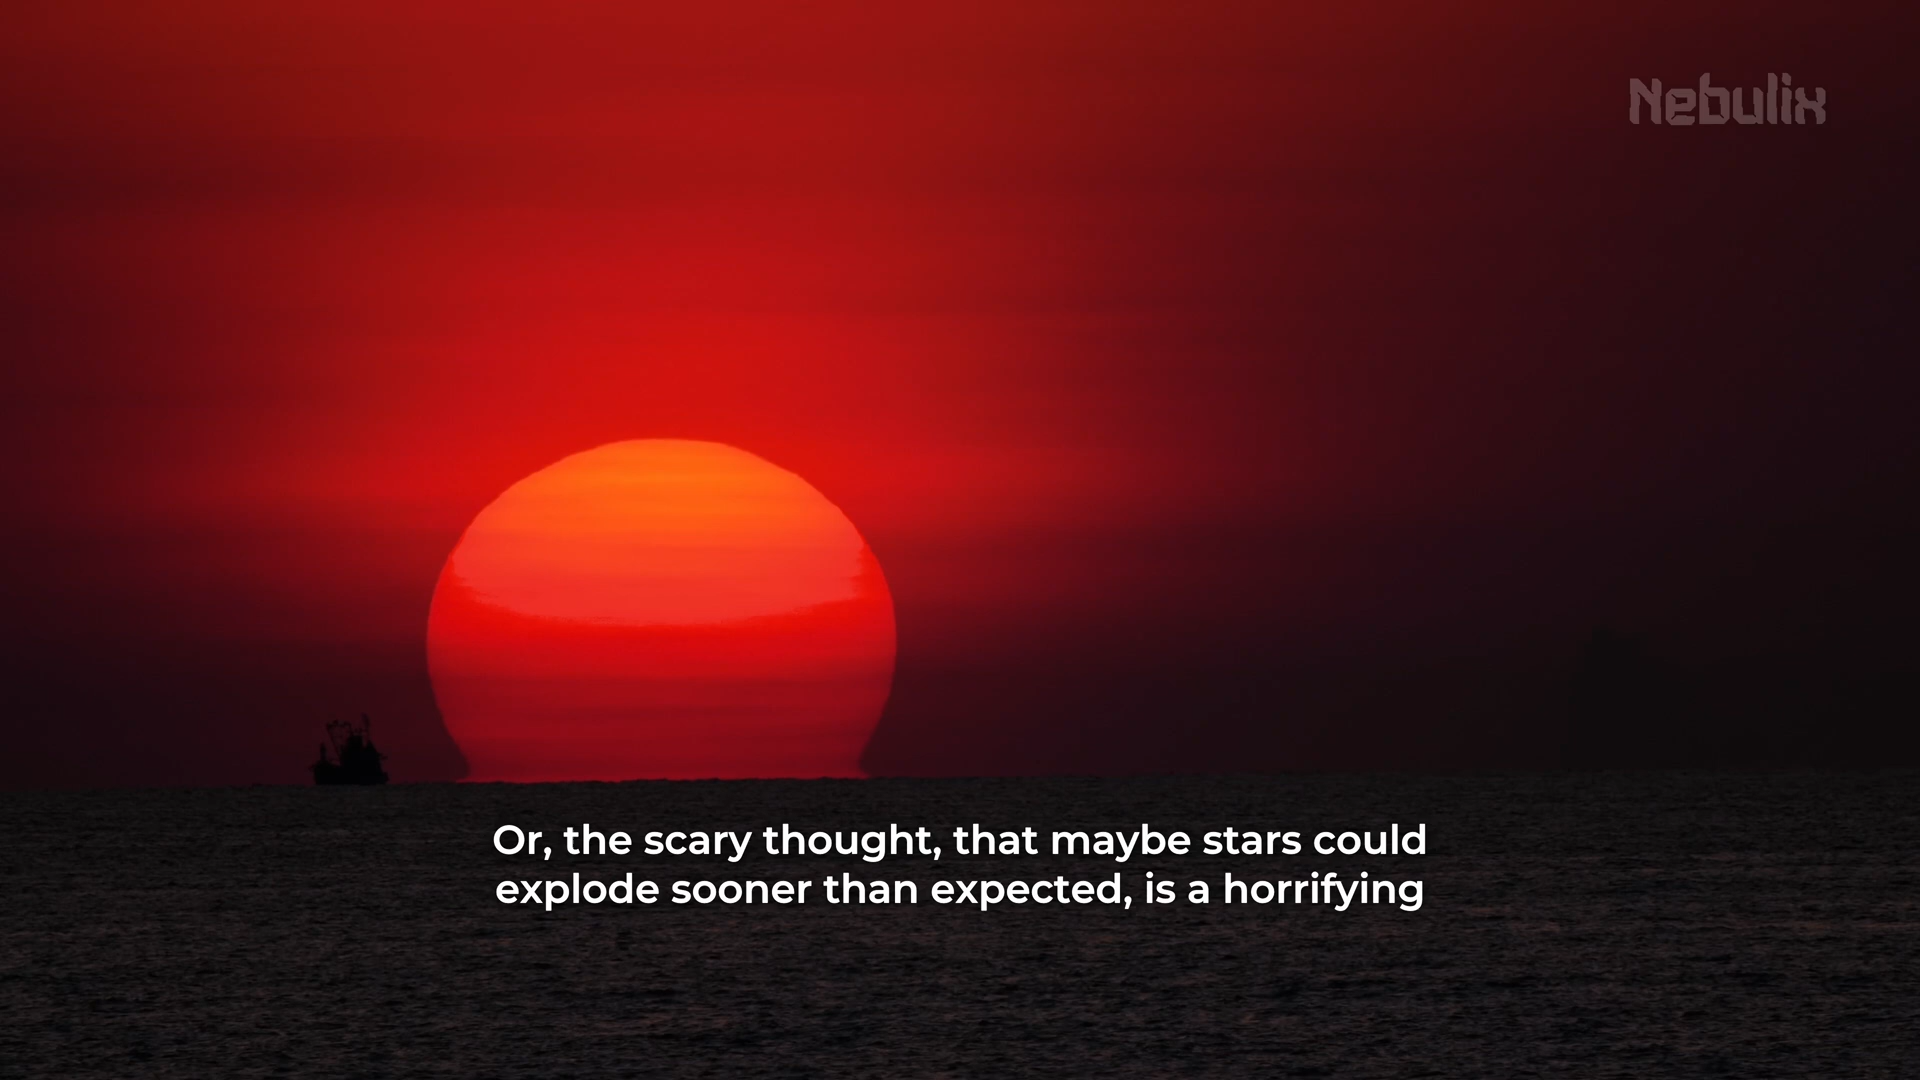 Nebulix
Or, the scary thought, that maybe stars could
explode sooner than expected, is a horrifying